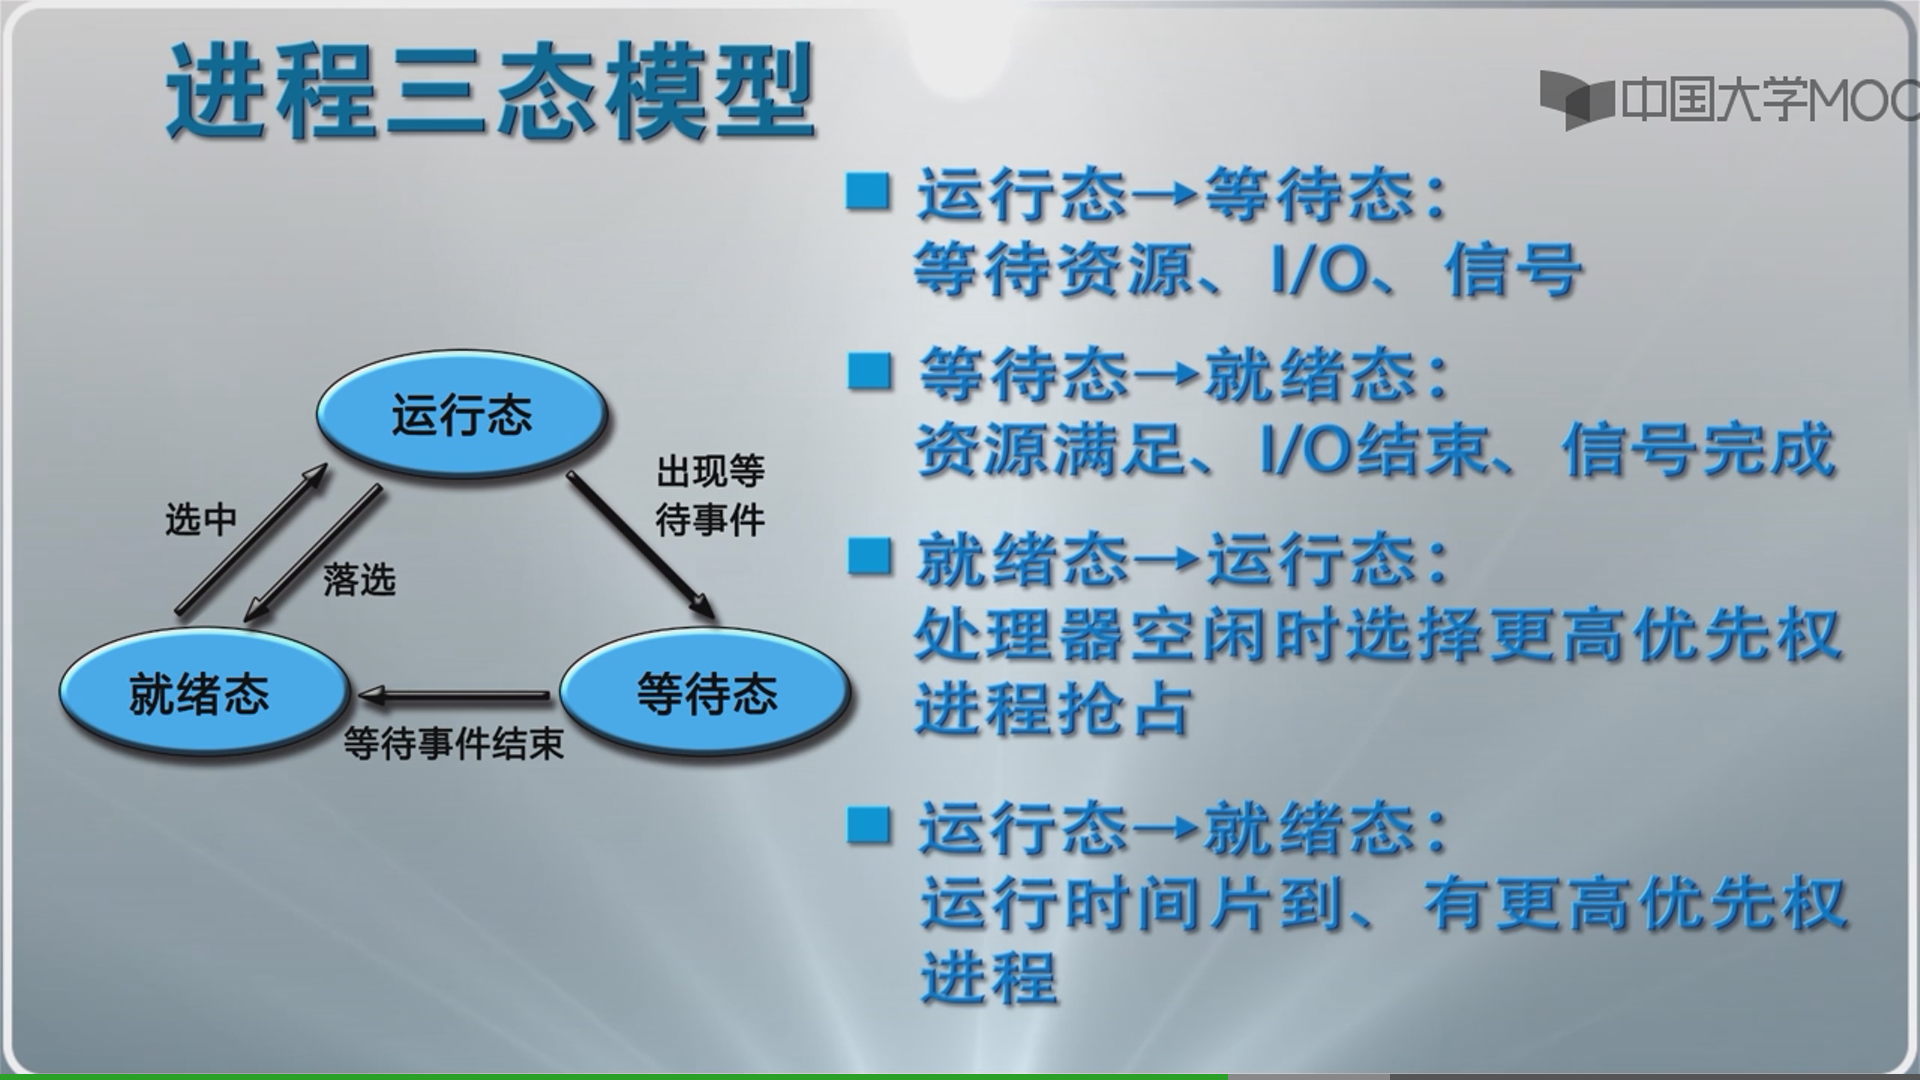 进程三态模型
中国大学MOO
运行态→等待态：
等待资源、I/O、信号
等待态→就绪态：
资源满足、I/O结束、信号完成
就绪态→运行态：
处理器空闲时选择更高优先权
进程抢占
运行态→就绪态：
运行时间片到、有更高优先权
进程
运行态
出现等
待事件
选中
落选
就绪态
等待态
等待事件结束